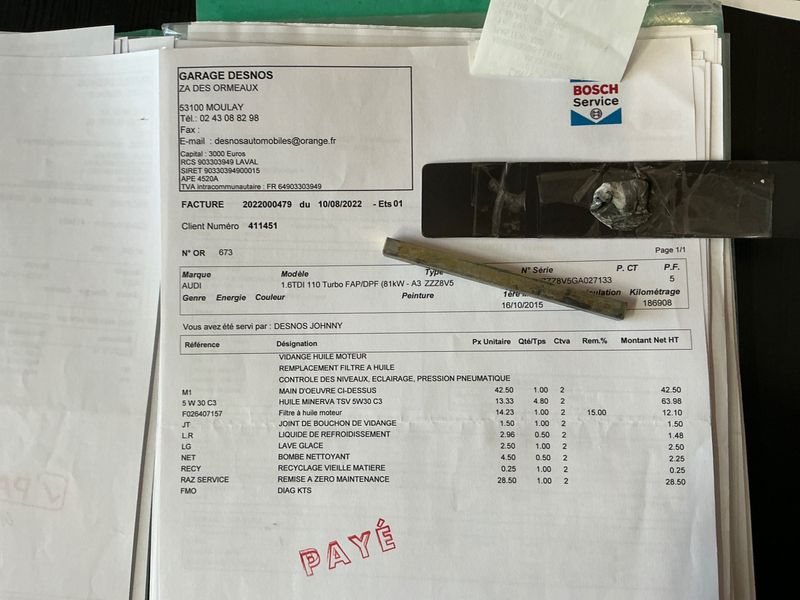 GARAGE DESNOS
ZA DES ORMEAUX
53100 MOULAY
Tél.: 02 43 08 82 98
Fax :
E-mail : desnosautomobiles@orange.fr
Capital : 3000 Euros
RCS 903303949 LAVAL
SIRET 90330394900015
APE 4520A
TVA intracommunautaire : FR 64903303949
BOSCH
Service
FACTURE 2022000479 du 10/08/2022 - Ets 01
Client Numéro 411451
N° OR 673
Page 1/1
Marque Modèle Type N° Série P. CT P.F.
AUDI 1.6TDI 110 Turbo FAP/DPF (81kW - A3 ZZZ8V5 ZZ8V5GA027133 5
Genre Energie Couleur Peinture 1ère Kilométrage
16/10/2015 186908
Vous avez été servi par : DESNOS JOHNNY
Référence Désignation Px Unitaire Qté/Tps Ctva Rem.% Montant Net HT
VIDANGE HUILE MOTEUR
REMPLACEMENT FILTRE A HUILE
CONTROLE DES NIVEAUX, ECLAIRAGE, PRESSION PNEUMATIQUE
M1 MAIN D'OEUVRE CI-DESSUS 42.50 1.00 2 42.50
5 W 30 C3 HUILE MINERVA TSV 5W30 C3 13.33 4.80 2 63.98
F026407157 Filtre à huile moteur 14.23 1.00 2 15.00 12.10
JT JOINT DE BOUCHON DE VIDANGE 1.50 1.00 2 1.50
L.R LIQUIDE DE REFROIDISSEMENT 2.96 0.50 2 1.48
LG LAVE GLACE 2.50 1.00 2 2.50
NET BOMBE NETTOYANT 4.50 0.50 2 2.25
RECY RECYCLAGE VIEILLE MATIERE 0.25 1.00 2 0.25
RAZ SERVICE REMISE A ZERO MAINTENANCE 28.50 1.00 2 28.50
FMO DIAG KTS
PAYÉ